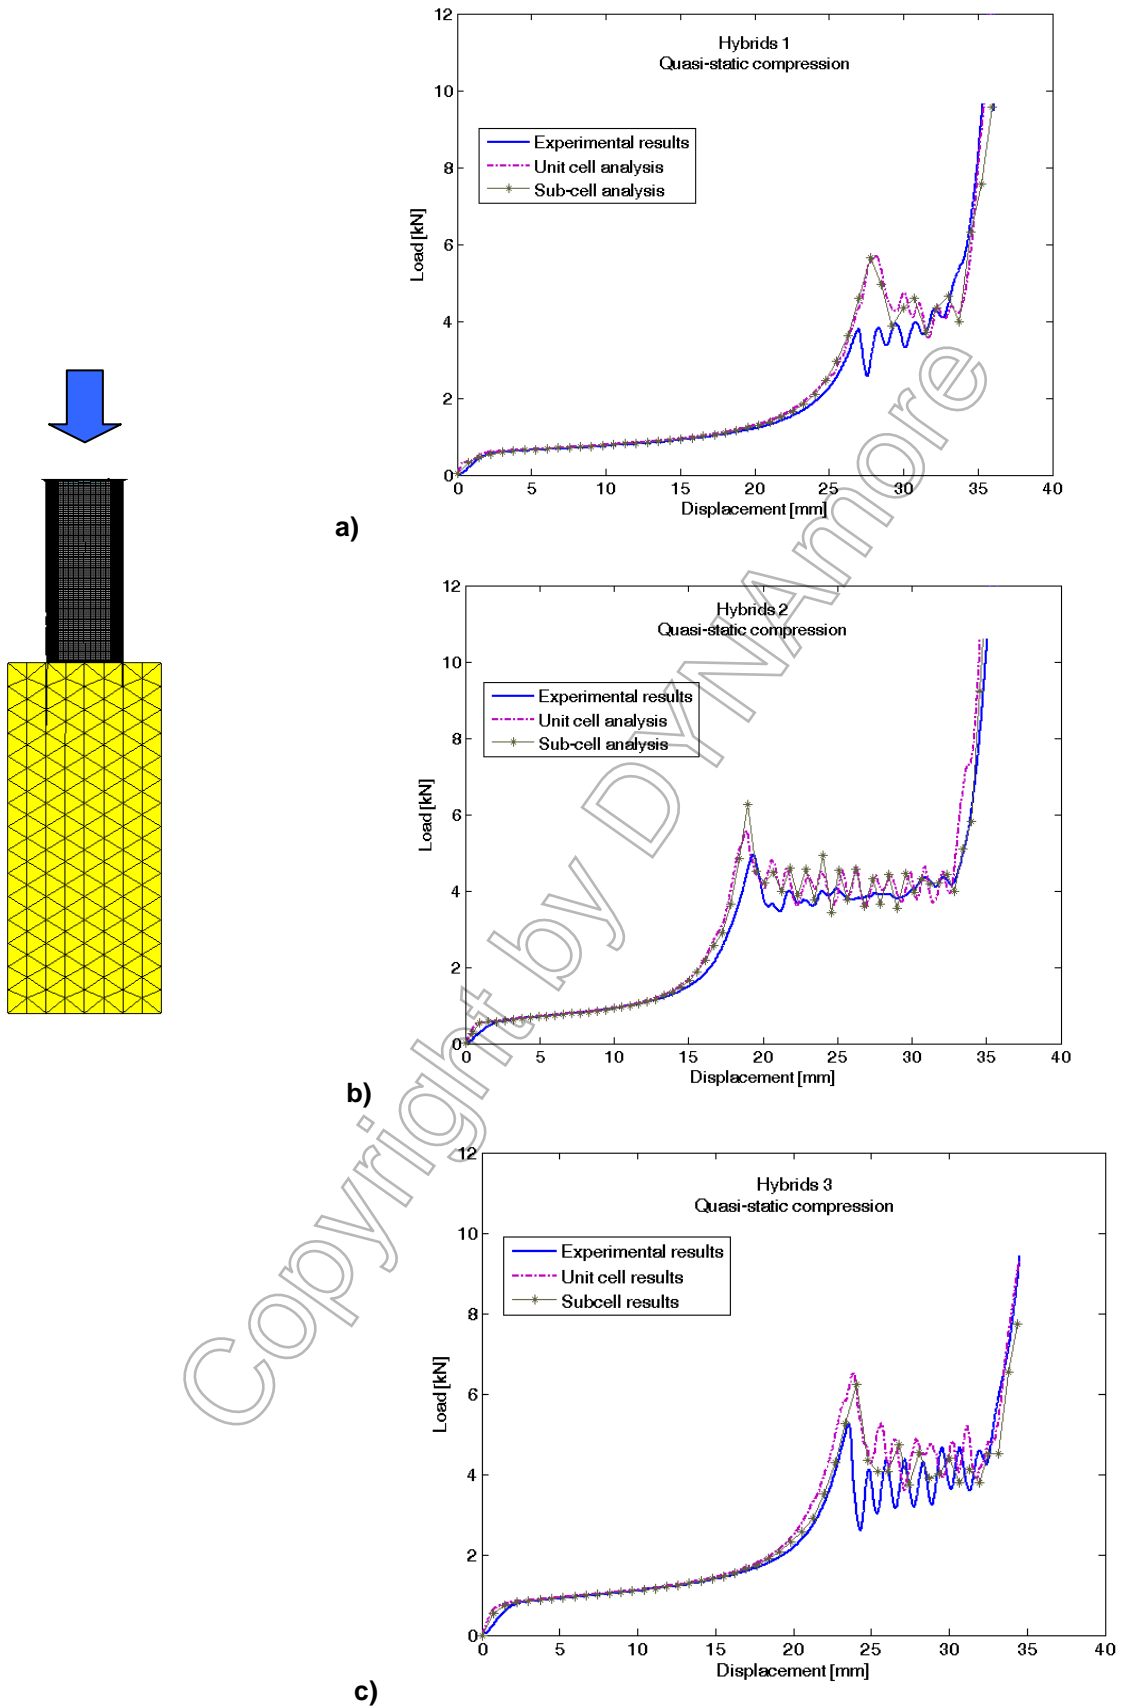 12
Hybrids 1
Quasi-static compression
10
Experimental results
Unit cell analysis
Sub-cell analysis
8
Load [kN]
6
4
2
0
0 5 10 15 20 25 30 35 40
Displacement [mm]
a)
12
Hybrids 2
Quasi-static compression
10
Experimental results
Unit cell analysis
Sub-cell analysis
8
Load [kN]
6
4
2
0
0 5 10 15 20 25 30 35 40
Displacement [mm]
b)
12
Hybrids 3
Quasi-static compression
10
Experimental results
Unit cell results
Subcell results
8
Load [kN]
6
4
2
0
0 5 10 15 20 25 30 35 40
Displacement [mm]
c)
Copyright by DYNAmore